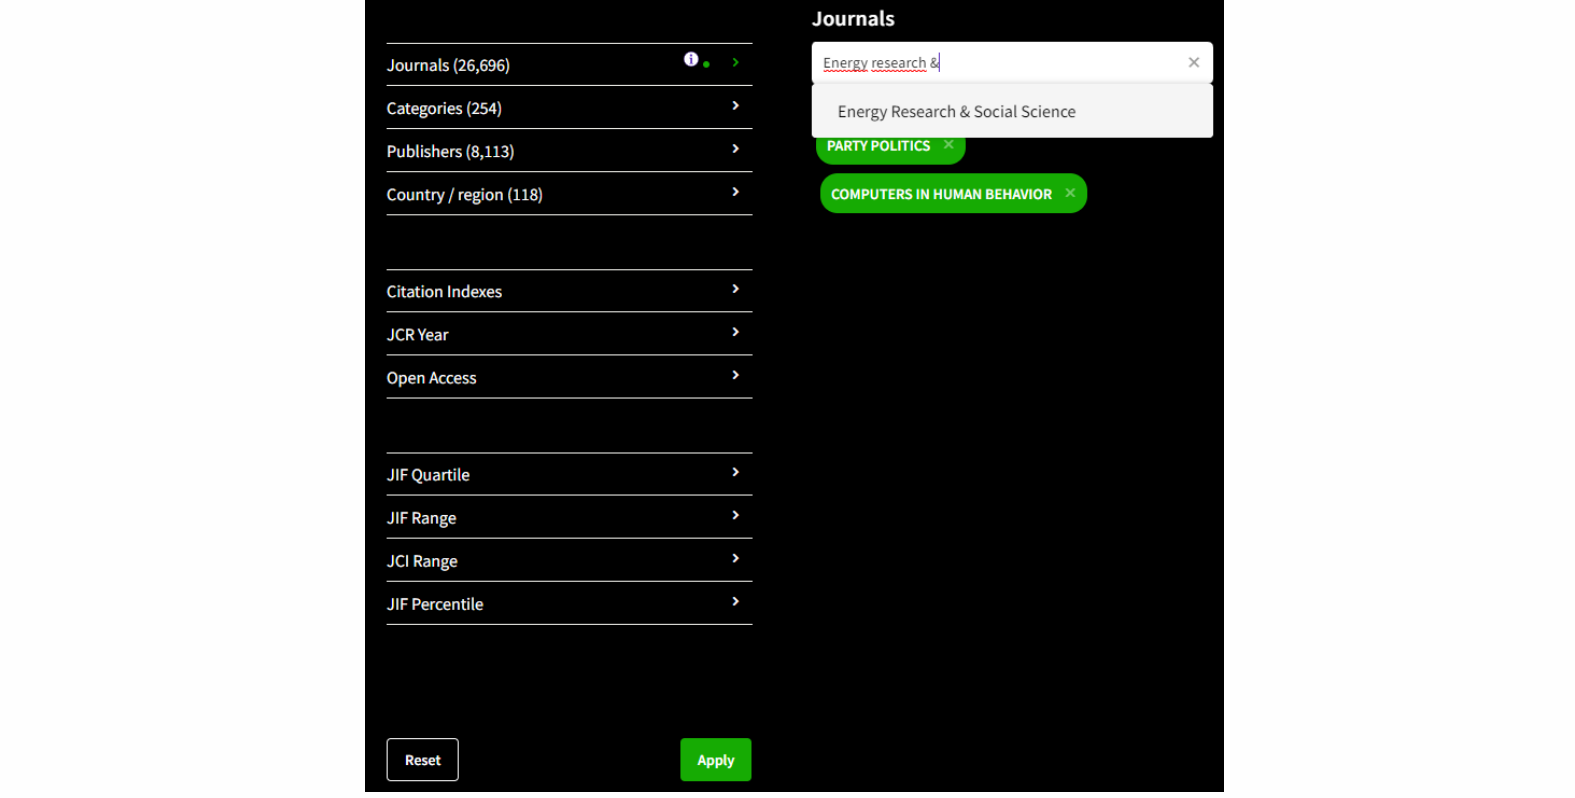 Journals (26,696)
Categories (254)
Publishers (8,113)
Country / region (118)
Citation Indexes
JCR Year
Open Access
JIF Quartile
JIF Range
JCI Range
JIF Percentile
Reset
Apply
Journals
Energy research &
Energy Research & Social Science
PARTY POLITICS
COMPUTERS IN HUMAN BEHAVIOR